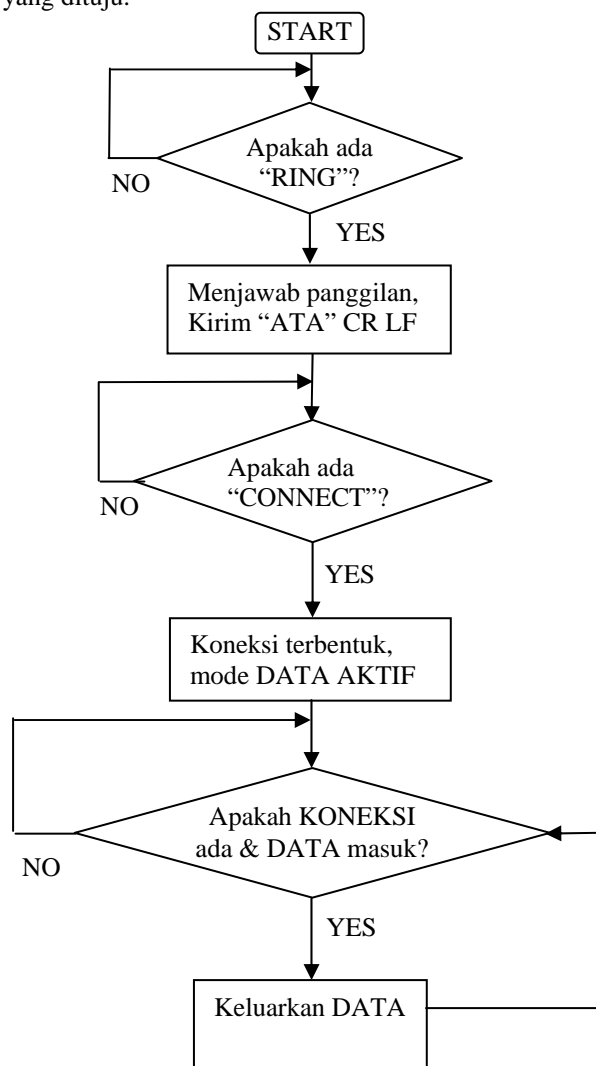 yang dituju.
START
Apakah ada
“RING”?
NO
YES
Menjawab panggilan,
Kirim “ATA” CR LF
Apakah ada
“CONNECT”?
NO
YES
Koneksi terbentuk,
mode DATA AKTIF
Apakah KONEKSI
ada & DATA masuk?
NO
YES
Keluarkan DATA